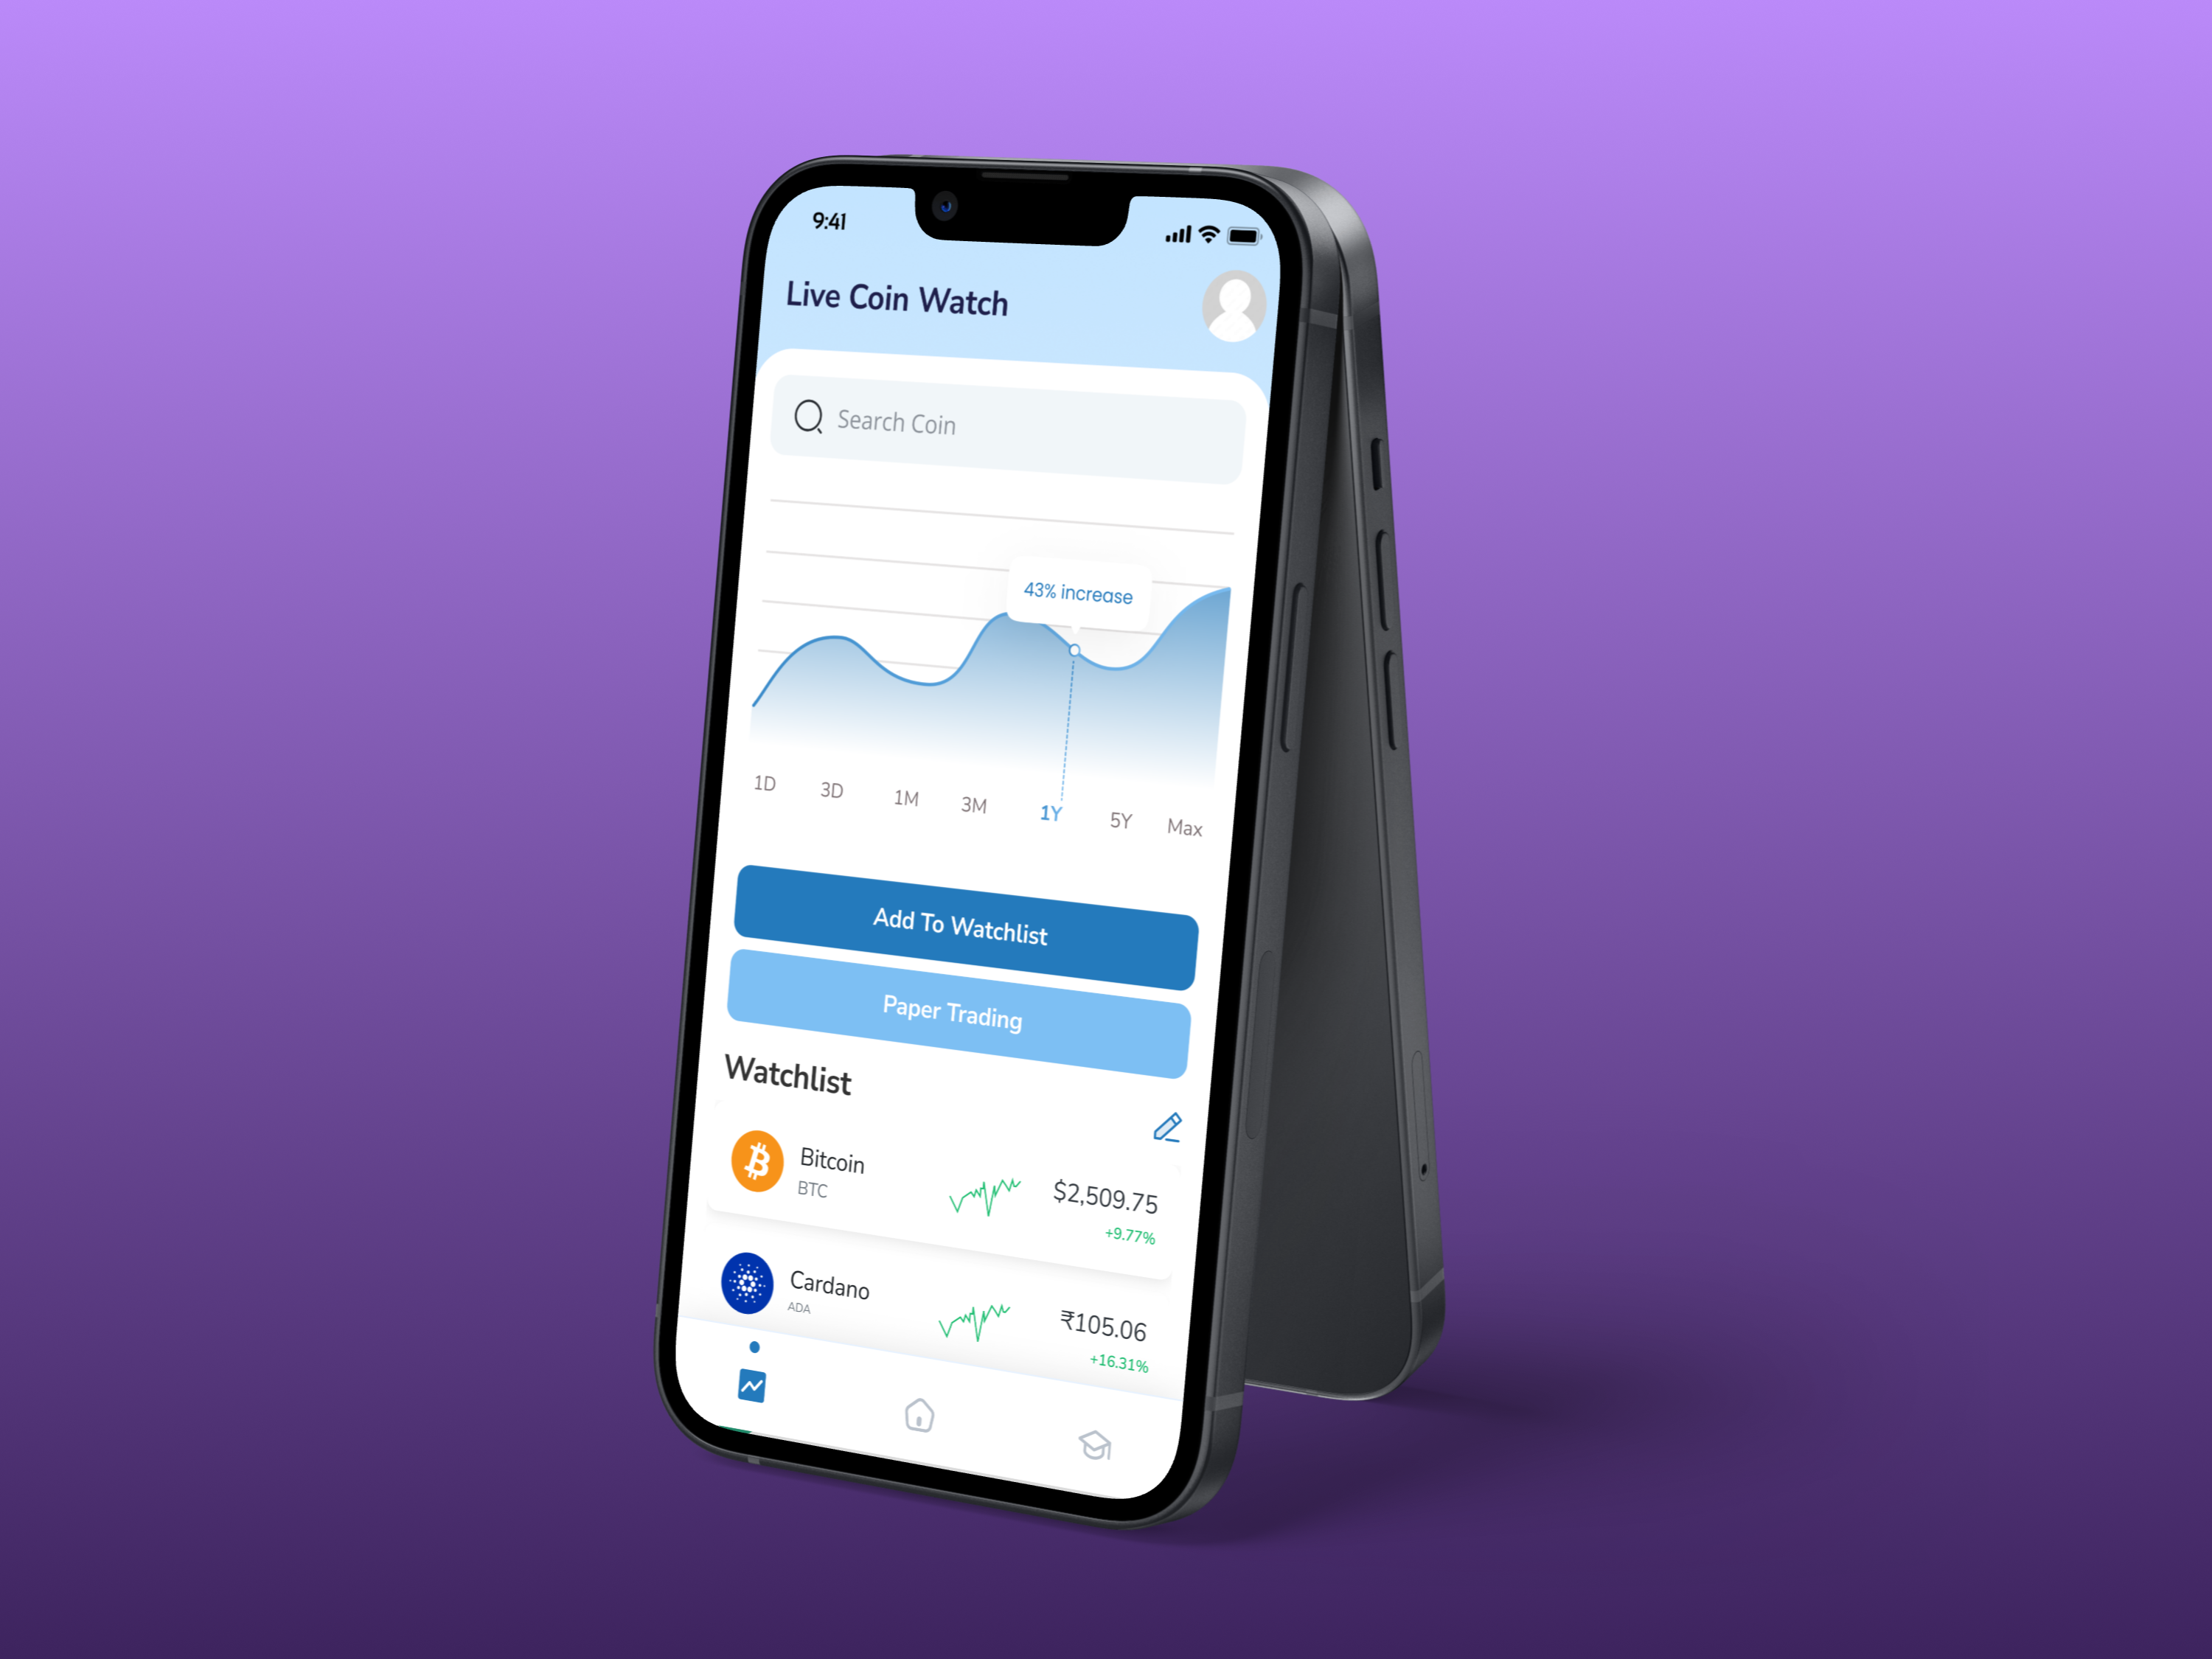 9:41
Live Coin Watch
Search Coin
43% increase
1D 3D 1M 3M 1Y 5Y Max
Add To Watchlist
Paper Trading
Watchlist
Bitcoin
BTC
$2,509.75
+9.77%
Cardano
ADA
₹105.06
+16.31%